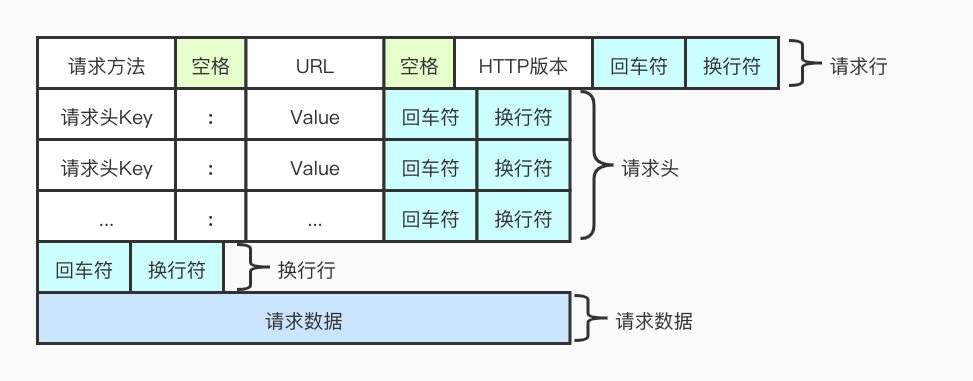 请求方法 空格 URL 空格 HTTP版本 回车符 换行符 请求行
请求头Key : Value 回车符 换行符
请求头Key : Value 回车符 换行符 请求头
... : ... 回车符 换行符
回车符 换行符 换行行
请求数据 请求数据